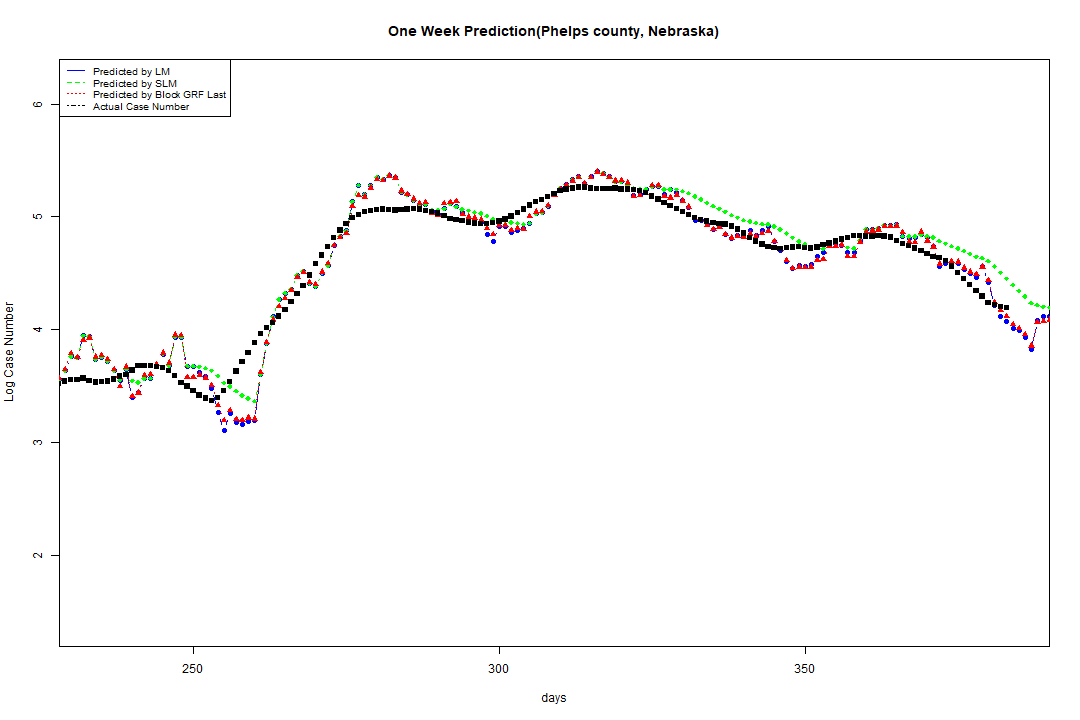 One Week Prediction(Phelps county, Nebraska)
Predicted by LM
Predicted by SLM
Predicted by Block GRF Last
Actual Case Number
6
5
4
3
2
Log Case Number
250 300 350
days